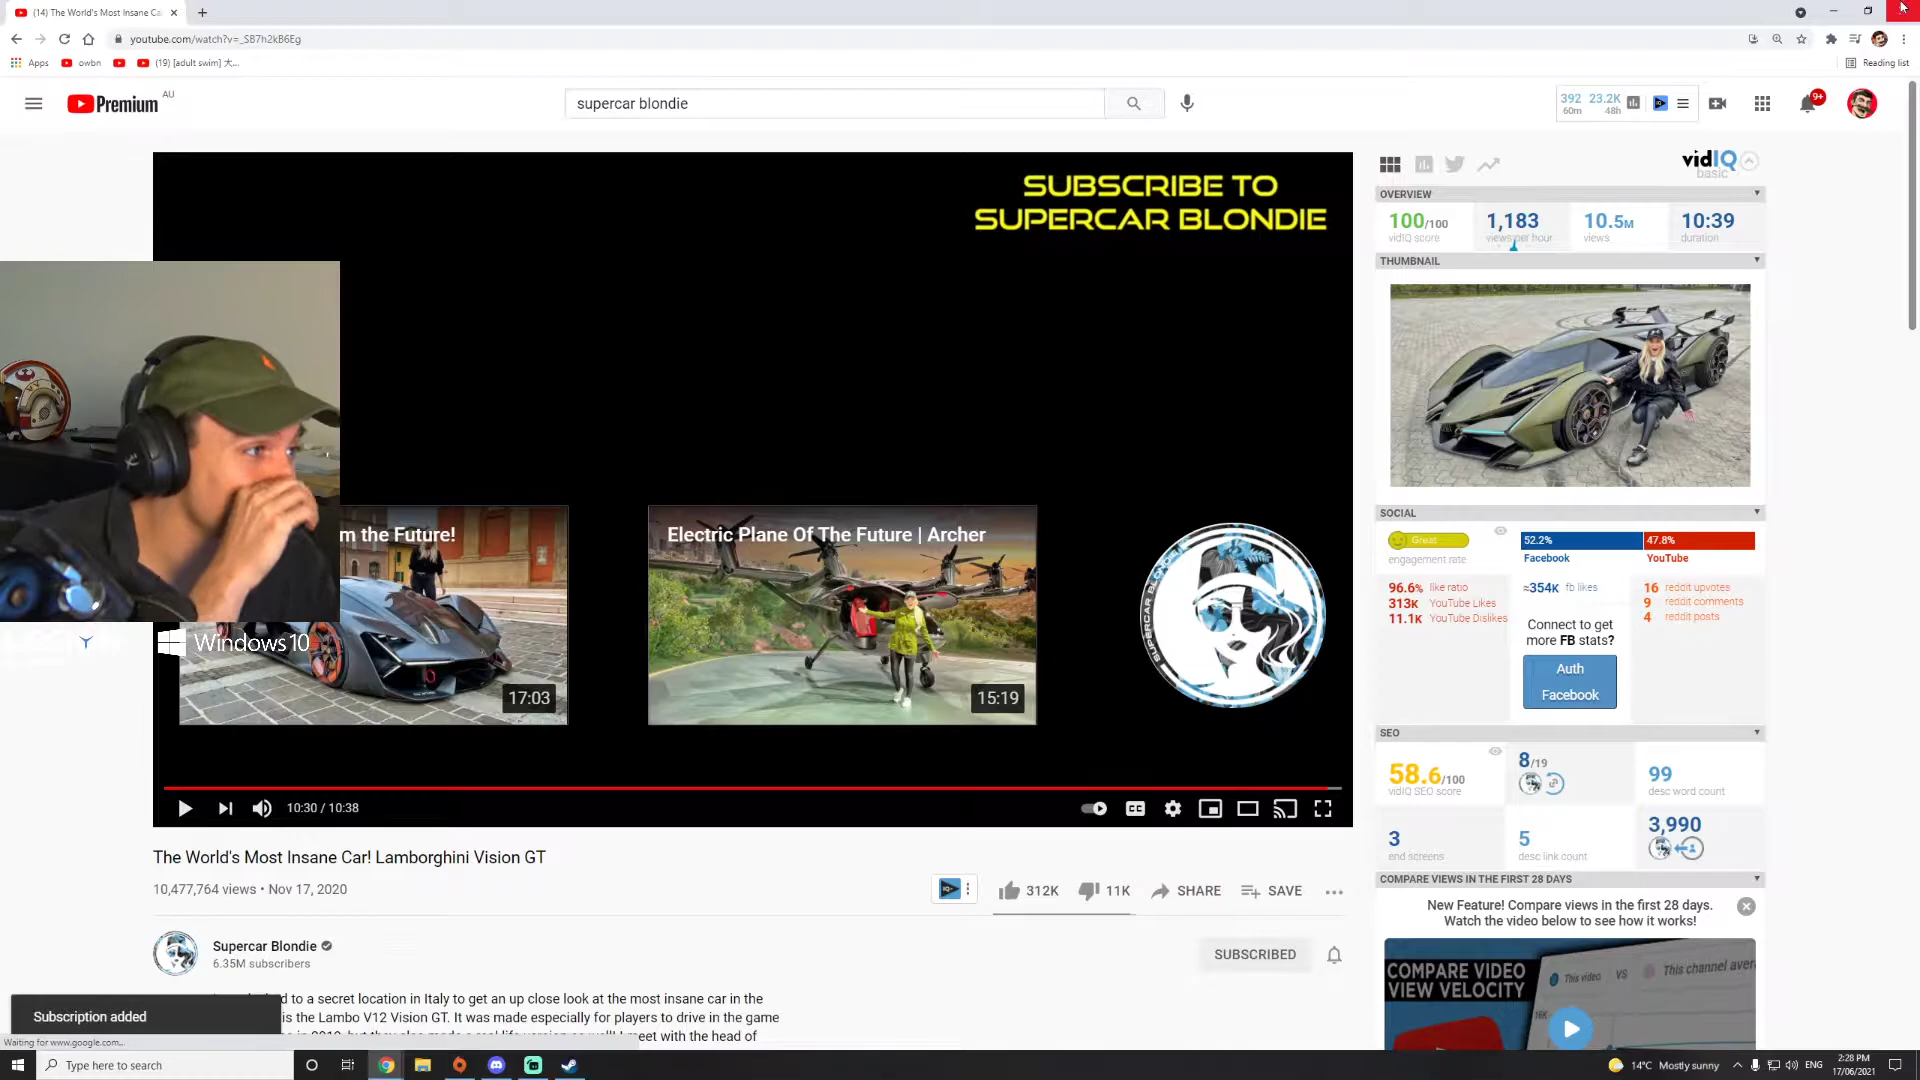 (14) The World's Most Insane Ca
youtube.com/watch?v=_SB7h2kB6Eg
Apps
owbn
(19) [adult swim] 大...
Reading list
Premium
AU
supercar blondie
392
60m
23.2K
48h
9+
SUBSCRIBE TO
SUPERCAR BLONDIE
m the Future!
17:03
Windows10
Electric Plane Of The Future | Archer
15:19
SUPERCAR BLONDIE
10:30 / 10:38
CC
The World's Most Insane Car! Lamborghini Vision GT
10,477,764 views • Nov 17, 2020
312K
11K
SHARE
SAVE
Supercar Blondie
6.35M subscribers
SUBSCRIBED
d to a secret location in Italy to get an up close look at the most insane car in the
is the Lambo V12 Vision GT. It was made especially for players to drive in the game
eet with the head of
Subscription added
Waiting for www.google.com...
vidIQ
basic
OVERVIEW
100/100
vidIQ score
1,183
views per hour
10.5M
views
10:39
duration
THUMBNAIL
SOCIAL
Great
engagement rate
52.2%
Facebook
47.8%
YouTube
96.6% like ratio
313K YouTube Likes
11.1K YouTube Dislikes
≈354K fb likes
Connect to get
more FB stats?
Auth
Facebook
16 reddit upvotes
9 reddit comments
4 reddit posts
SEO
58.6/100
vidIQ SEO score
8/19
99
desc word count
3
end screens
5
desc link count
3,990
COMPARE VIEWS IN THE FIRST 28 DAYS
New Feature! Compare views in the first 28 days.
Watch the video below to see how it works!
COMPARE VIDEO
VIEW VELOCITY
This video
VS
This channel aver
Type here to search
14°C Mostly sunny
ENG
2:28 PM
17/06/2021